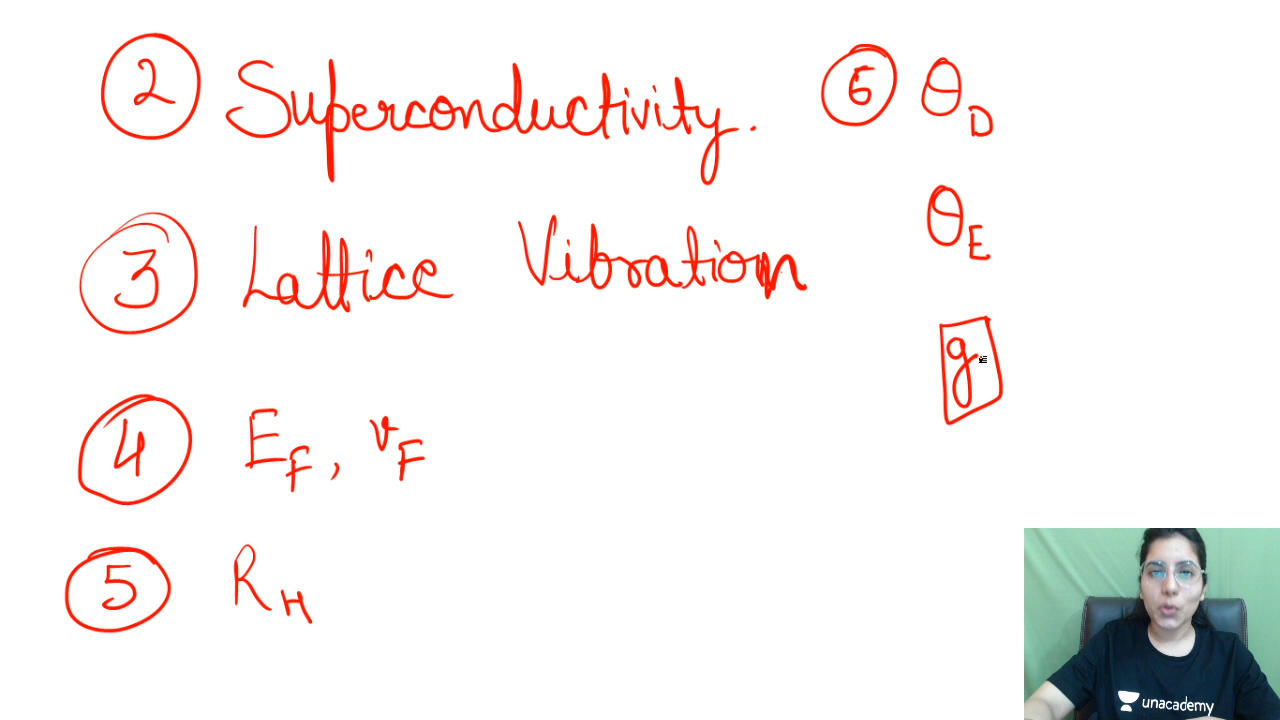 ② Superconductivity.
③ Lattice Vibration
④ E_F, v_F
⑤ R_H
⑥ θ_D
θ_E
g
unacademy